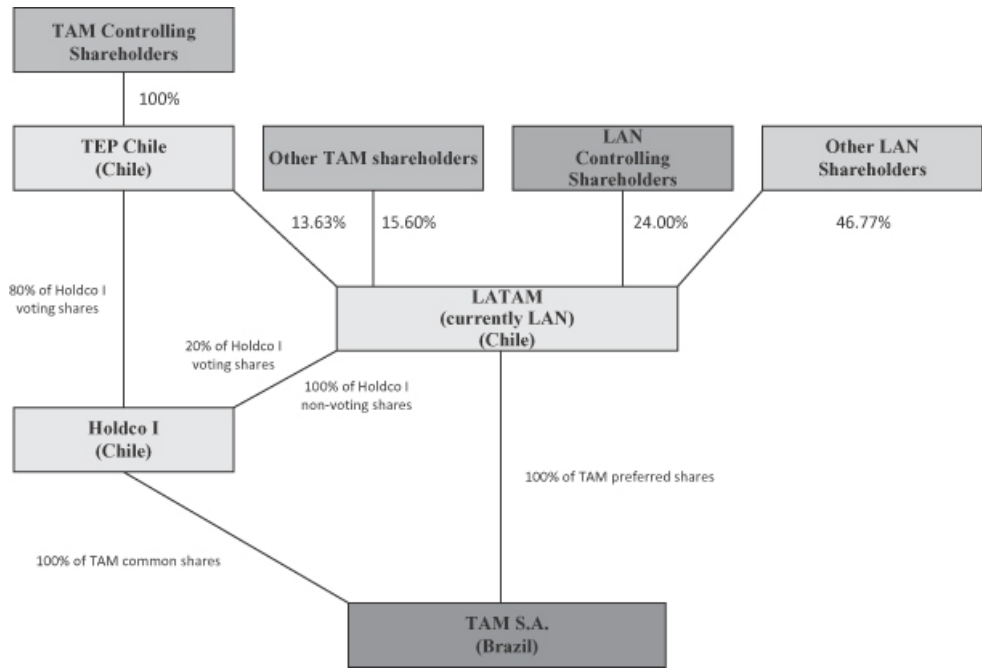 TAM Controlling
Shareholders
100%
TEP Chile
(Chile)
Other TAM shareholders
LAN
Controlling
Shareholders
Other LAN
Shareholders
13.63%
15.60%
24.00%
46.77%
80% of Holdco I
voting shares
LATAM
(currently LAN)
(Chile)
20% of Holdco I
voting shares
100% of Holdco I
non-voting shares
Holdco I
(Chile)
100% of TAM preferred shares
100% of TAM common shares
TAM S.A.
(Brazil)